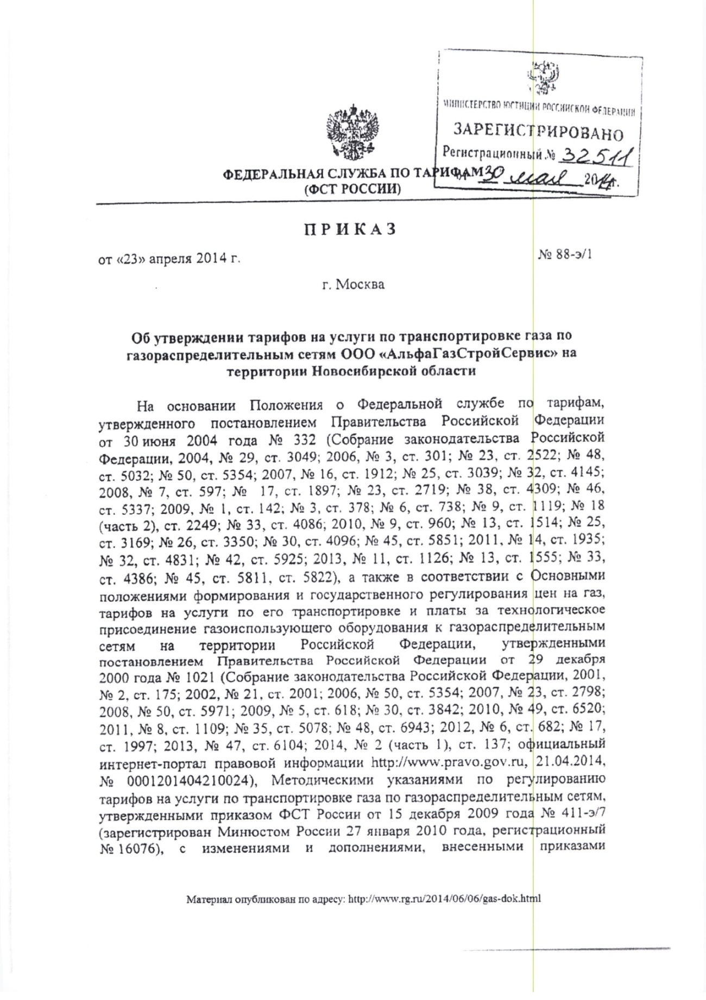 МИНИСТЕРСТВО ЮСТИЦИИ РОССИЙСКОЙ ФЕДЕРАЦИИ
ЗАРЕГИСТРИРОВАНО
Регистрационный № 32511
от 30 мая 2014 г.
ФЕДЕРАЛЬНАЯ СЛУЖБА ПО ТАРИФАМ
(ФСТ РОССИИ)
П Р И К А З
от «23» апреля 2014 г. № 88-э/1
г. Москва
Об утверждении тарифов на услуги по транспортировке газа по
газораспределительным сетям ООО «АльфаГазСтройСервис» на
территории Новосибирской области
На основании Положения о Федеральной службе по тарифам,
утвержденного постановлением Правительства Российской Федерации
от 30 июня 2004 года № 332 (Собрание законодательства Российской
Федерации, 2004, № 29, ст. 3049; 2006, № 3, ст. 301; № 23, ст. 2522; № 48,
ст. 5032; № 50, ст. 5354; 2007, № 16, ст. 1912; № 25, ст. 3039; № 32, ст. 4145;
2008, № 7, ст. 597; № 17, ст. 1897; № 23, ст. 2719; № 38, ст. 4309; № 46,
ст. 5337; 2009, № 1, ст. 142; № 3, ст. 378; № 6, ст. 738; № 9, ст. 1119; № 18
(часть 2), ст. 2249; № 33, ст. 4086; 2010, № 9, ст. 960; № 13, ст. 1514; № 25,
ст. 3169; № 26, ст. 3350; № 30, ст. 4096; № 45, ст. 5851; 2011, № 14, ст. 1935;
№ 32, ст. 4831; № 42, ст. 5925; 2013, № 11, ст. 1126; № 13, ст. 1555; № 33,
ст. 4386; № 45, ст. 5811, ст. 5822), а также в соответствии с Основными
положениями формирования и государственного регулирования цен на газ,
тарифов на услуги по его транспортировке и платы за технологическое
присоединение газоиспользующего оборудования к газораспределительным
сетям на территории Российской Федерации, утвержденными
постановлением Правительства Российской Федерации от 29 декабря
2000 года № 1021 (Собрание законодательства Российской Федерации, 2001,
№ 2, ст. 175; 2002, № 21, ст. 2001; 2006, № 50, ст. 5354; 2007, № 23, ст. 2798;
2008, № 50, ст. 5971; 2009, № 5, ст. 618; № 30, ст. 3842; 2010, № 49, ст. 6520;
2011, № 8, ст. 1109; № 35, ст. 5078; № 48, ст. 6943; 2012, № 6, ст. 682; № 17,
ст. 1997; 2013, № 47, ст. 6104; 2014, № 2 (часть 1), ст. 137; официальный
интернет-портал правовой информации http://www.pravo.gov.ru, 21.04.2014,
№ 0001201404210024), Методическими указаниями по регулированию
тарифов на услуги по транспортировке газа по газораспределительным сетям,
утвержденными приказом ФСТ России от 15 декабря 2009 года № 411-э/7
(зарегистрирован Минюстом России 27 января 2010 года, регистрационный
№ 16076), с изменениями и дополнениями, внесенными приказами
Материал опубликован по адресу: http://www.rg.ru/2014/06/06/gas-dok.html